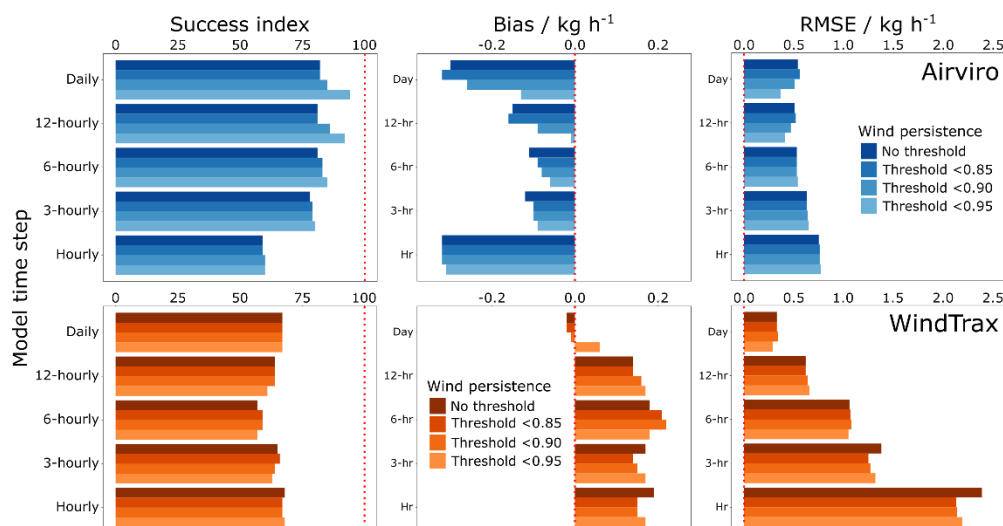 Success index
Bias / kg h⁻¹
RMSE / kg h⁻¹
0 25 50 75 100
-0.2 0.0 0.2
0.0 0.5 1.0 1.5 2.0 2.5
Airviro
Daily
12-hourly
6-hourly
3-hourly
Hourly
Day
12-hr
6-hr
3-hr
Hr
Day
12-hr
6-hr
3-hr
Hr
Wind persistence
No threshold
Threshold <0.85
Threshold <0.90
Threshold <0.95
Model time step
0 25 50 75 100
-0.2 0.0 0.2
0.0 0.5 1.0 1.5 2.0 2.5
WindTrax
Daily
12-hourly
6-hourly
3-hourly
Hourly
Day
12-hr
6-hr
3-hr
Hr
Wind persistence
No threshold
Threshold <0.85
Threshold <0.90
Threshold <0.95
Day
12-hr
6-hr
3-hr
Hr